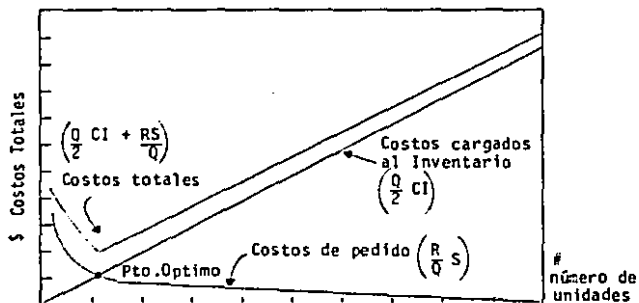 $ Costos Totales
(Q/2 CI + RS/Q)
Costos totales
Costos cargados
al Inventario
(Q/2 CI)
Pto.Optimo
Costos de pedido (R/Q S)
#
número de
unidades